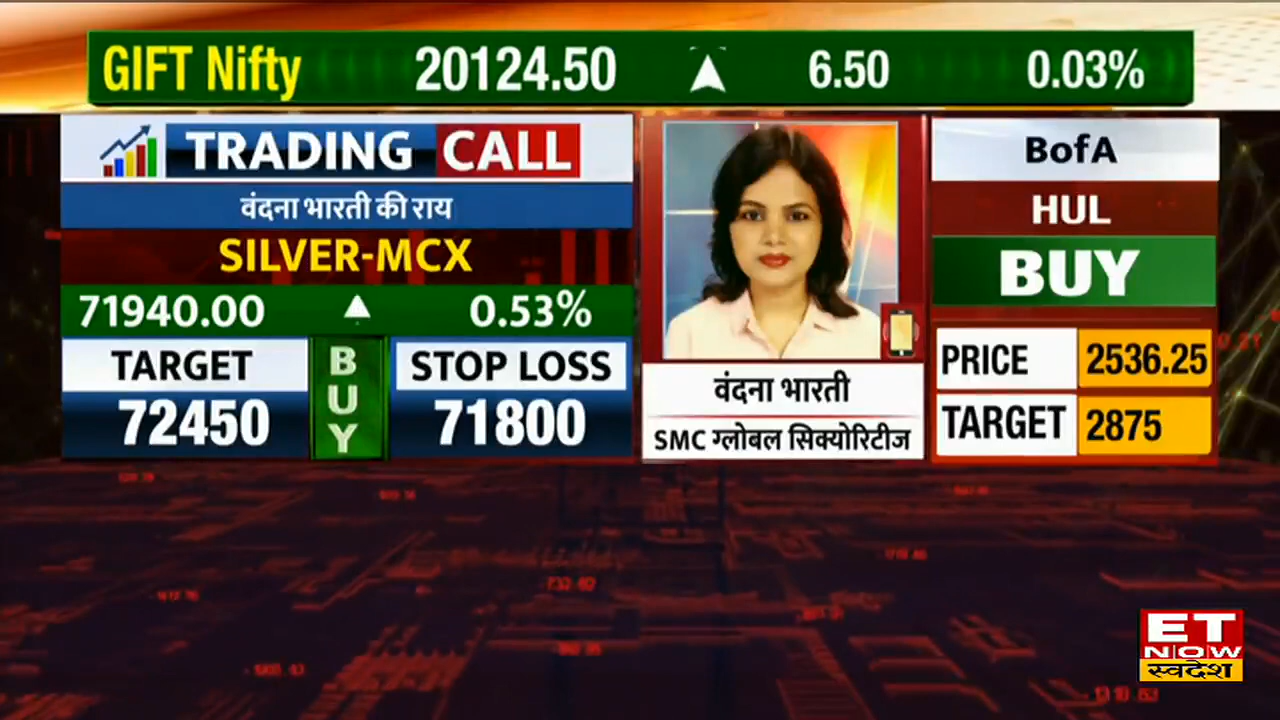 GIFT Nifty 20124.50 6.50 0.03%
TRADING CALL
वंदना भारती की राय
SILVER-MCX
71940.00 0.53%
TARGET
72450
BUY
STOP LOSS
71800
वंदना भारती
SMC ग्लोबल सिक्योरिटीज
BofA
HUL
BUY
PRICE 2536.25
TARGET 2875
ET
NOW
स्वदेश